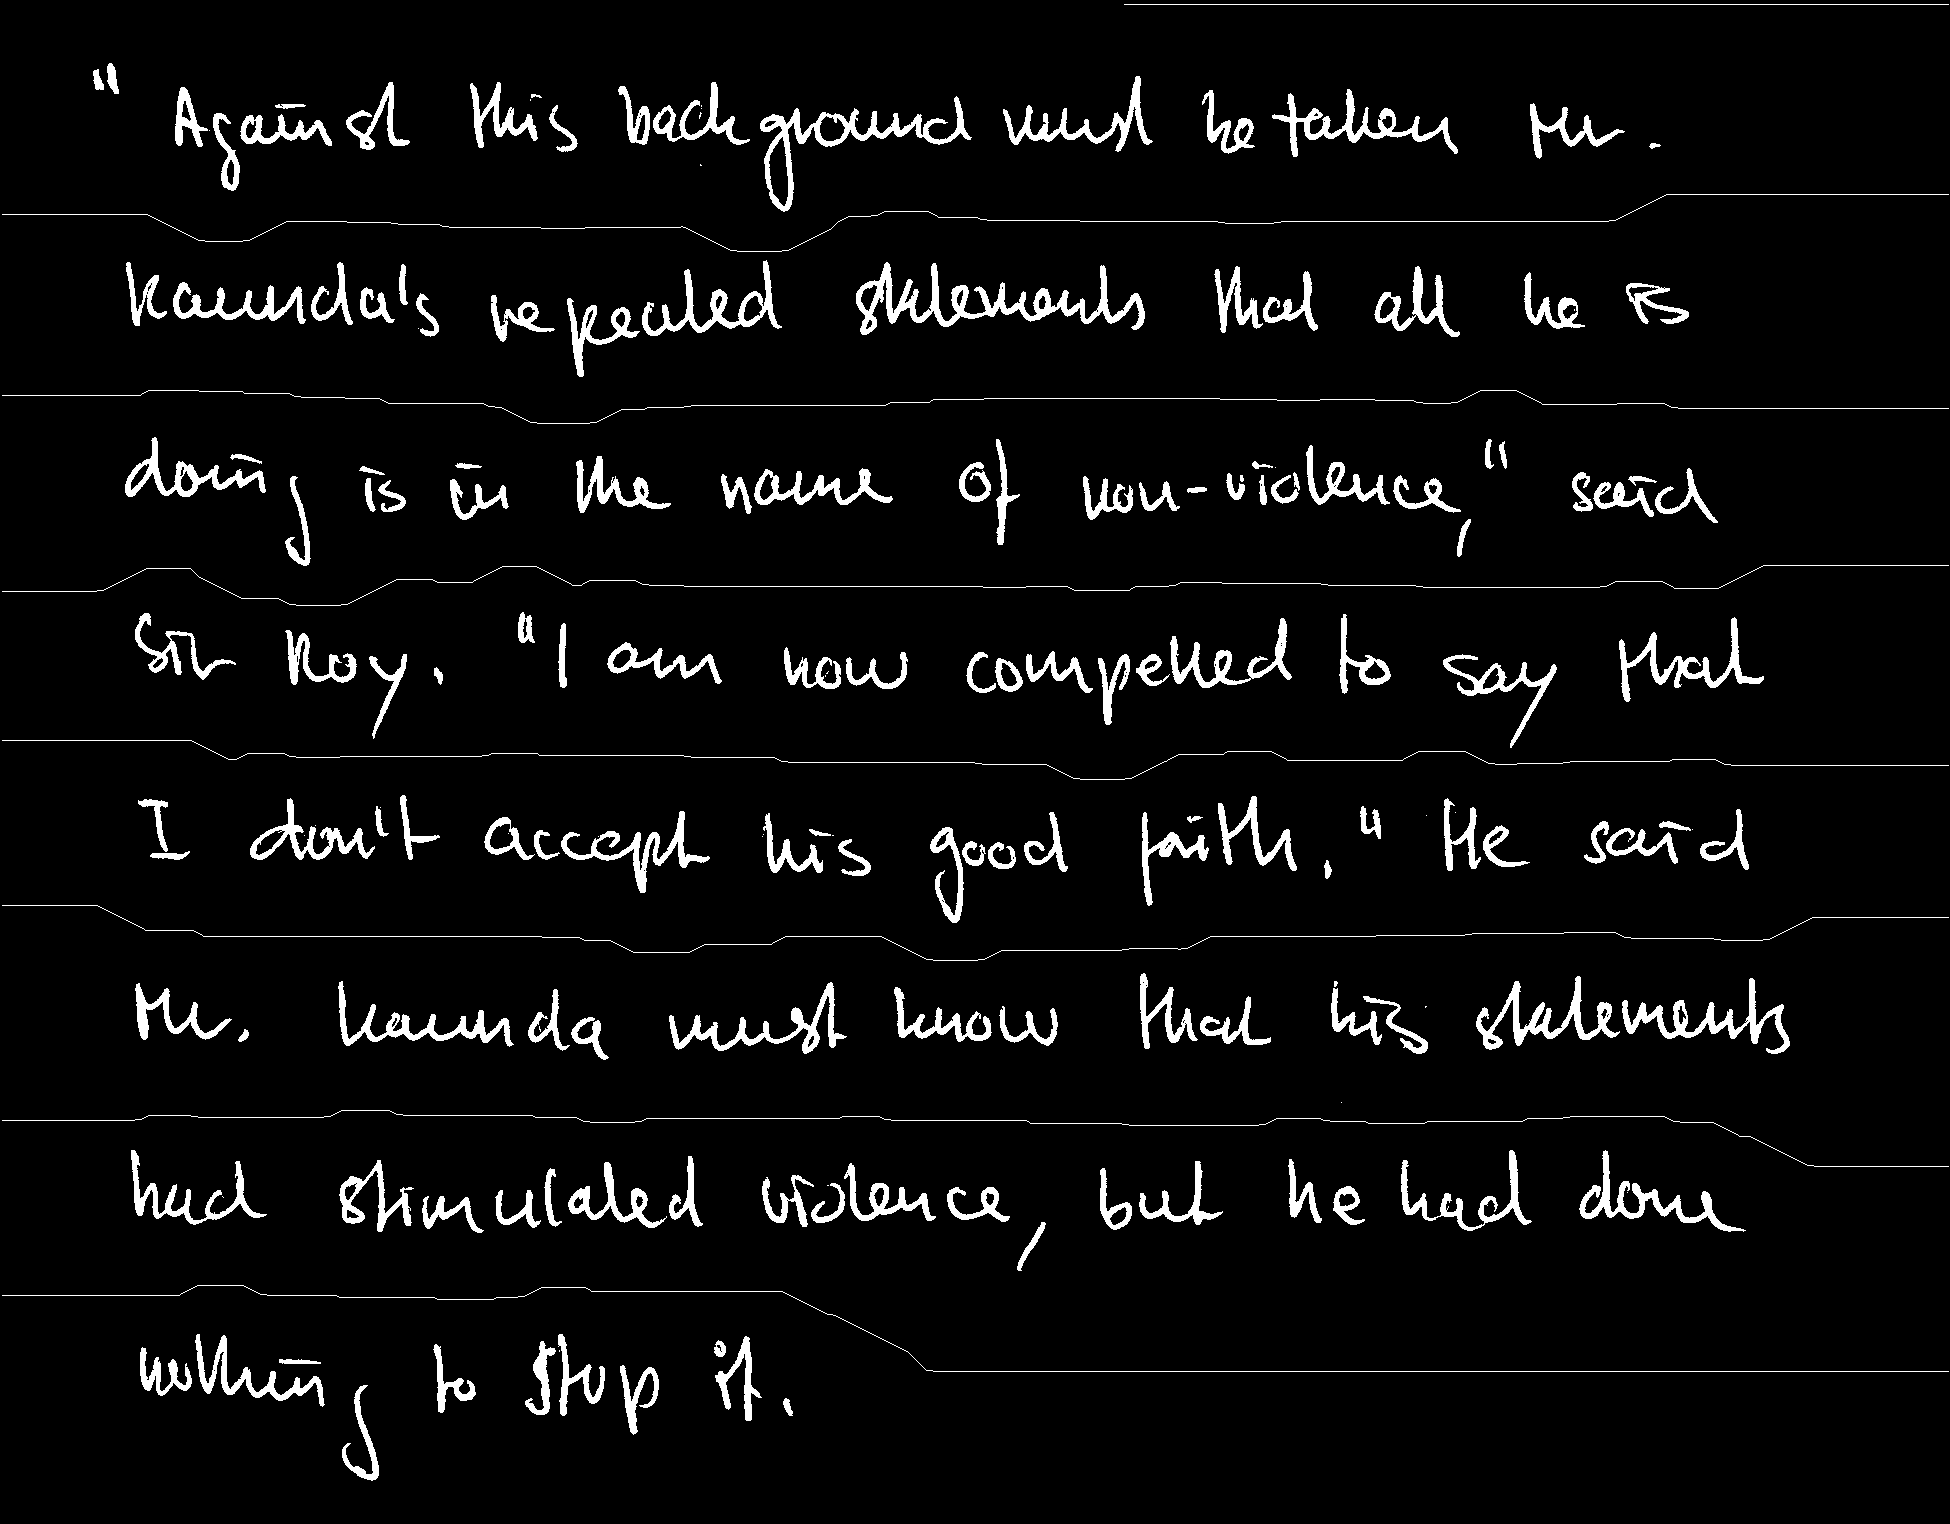 "Against this background must be taken Mr.
Kaunda's repeated statements that all he is
doing is in the name of non-violence," said
Sir Roy. "I am now compelled to say that
I don't accept his good faith." He said
Mr. Kaunda must know that his statements
had stimulated violence, but he had done
nothing to stop it.